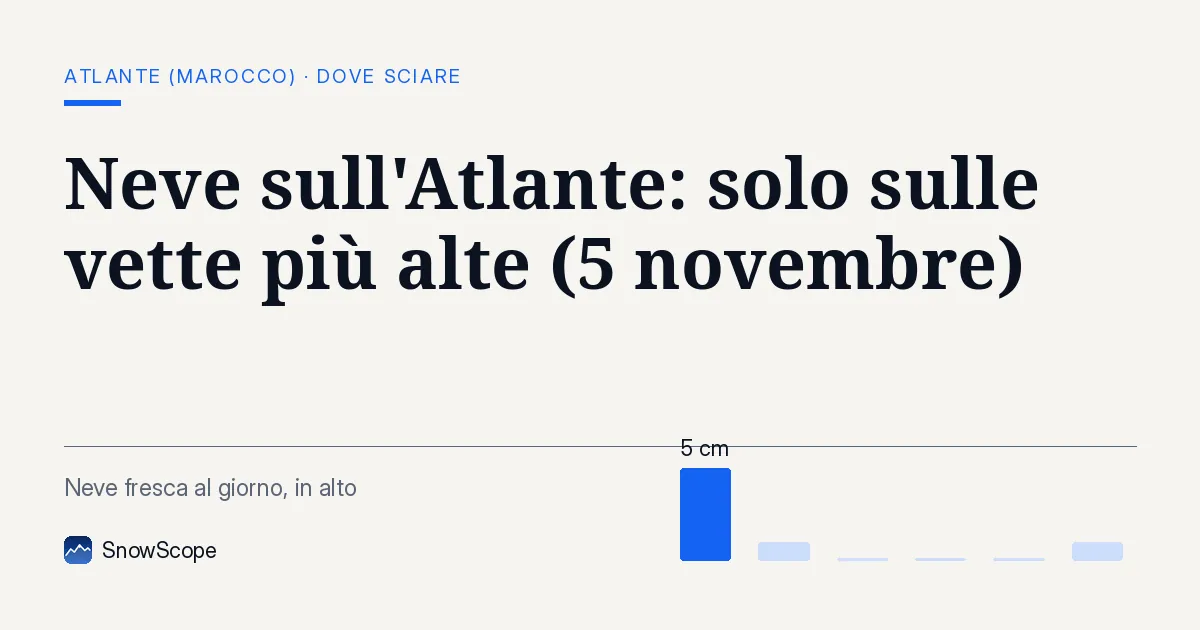 ATLANTE (MAROCCO) · DOVE SCIARE
Neve sull'Atlante: solo sulle
vette più alte (5 novembre)
5 cm
Neve fresca al giorno, in alto
SnowScope